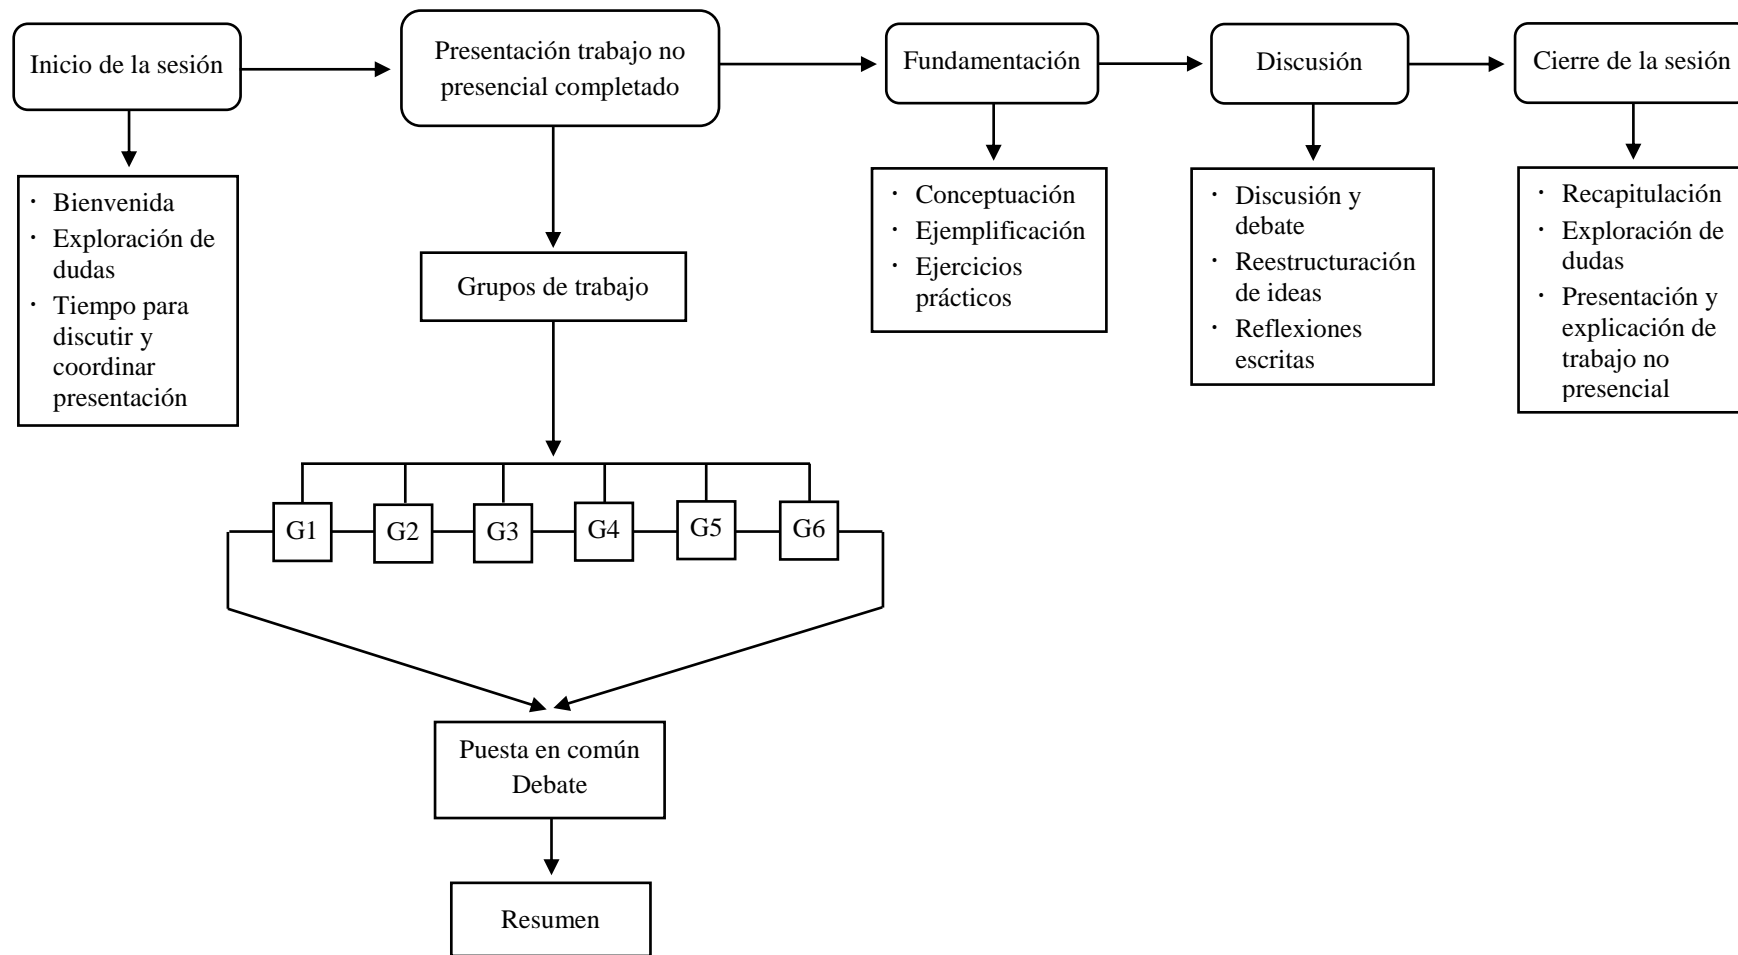 Inicio de la sesión
Presentación trabajo no
presencial completado
Fundamentación
Discusión
Cierre de la sesión
· Bienvenida
· Exploración de
dudas
· Tiempo para
discutir y
coordinar
presentación
Grupos de trabajo
· Conceptuación
· Ejemplificación
· Ejercicios
prácticos
· Discusión y
debate
· Reestructuración
de ideas
· Reflexiones
escritas
· Recapitulación
· Exploración de
dudas
· Presentación y
explicación de
trabajo no
presencial
G1
G2
G3
G4
G5
G6
Puesta en común
Debate
Resumen